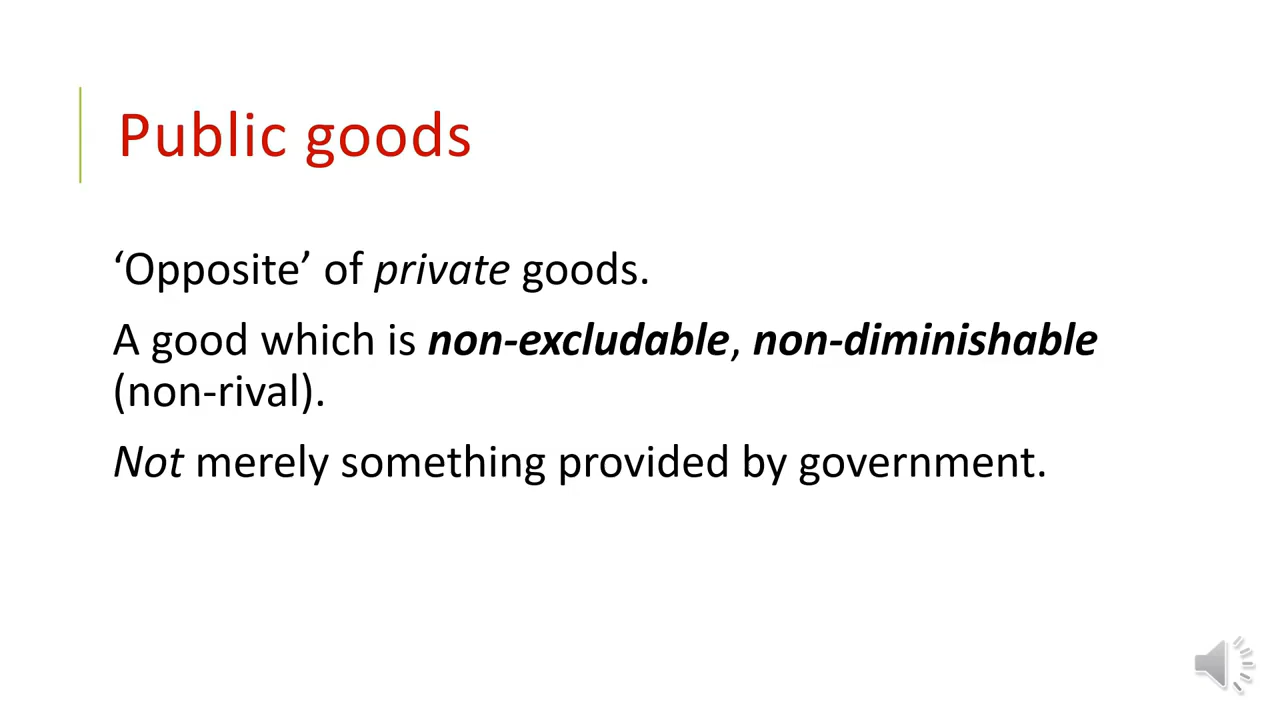 Public goods
‘Opposite’ of private goods.
A good which is non-excludable, non-diminishable
(non-rival).
Not merely something provided by government.